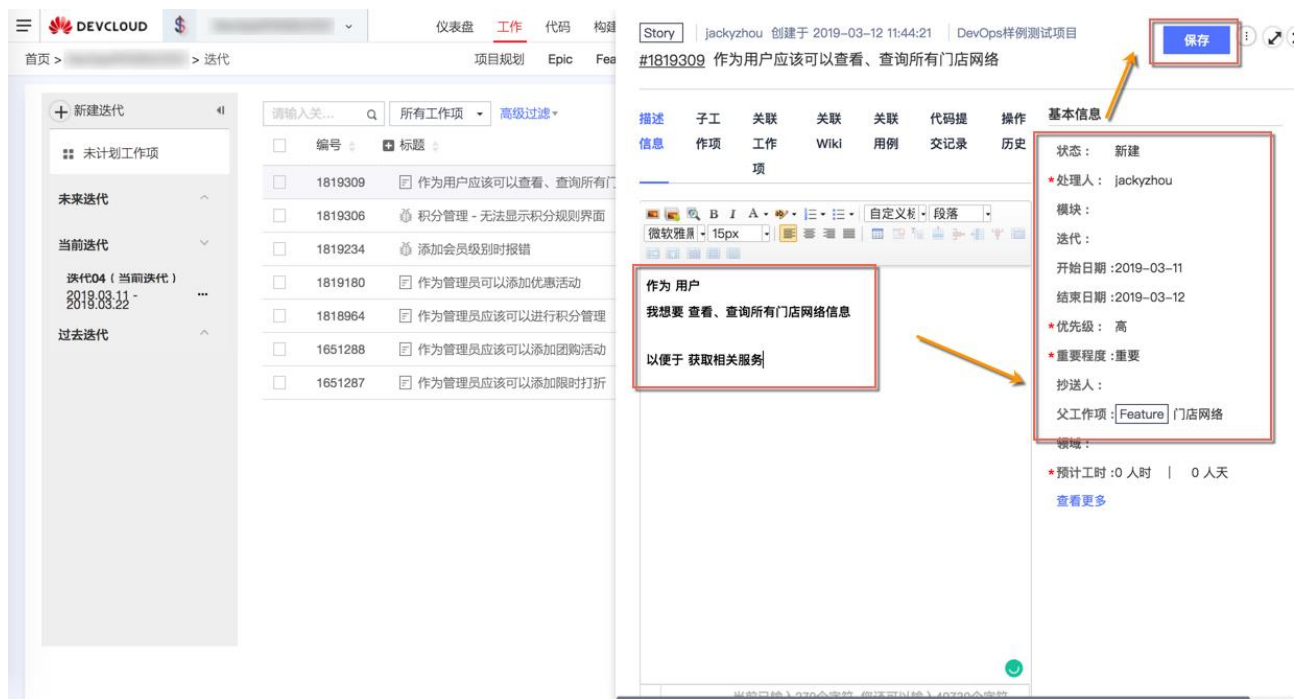 DEVCLOUD
$
仪表盘 工作 代码 构建
首页 > > 迭代
项目规划 Epic Fea
新建迭代
未计划工作项
未来迭代
当前迭代
迭代04 ( 当前迭代 )
2019.03.11 -
2019.03.22
过去迭代
请输入关... 所有工作项 高级过滤
编号 标题
1819309 作为用户应该可以查看、查询所有门
1819306 积分管理 - 无法显示积分规则界面
1819234 添加会员级别时报错
1819180 作为管理员可以添加优惠活动
1818964 作为管理员应该可以进行积分管理
1651288 作为管理员应该可以添加团购活动
1651287 作为管理员应该可以添加限时打折
Story jackyzhou 创建于 2019-03-12 11:44:21 DevOps样例测试项目
保存
#1819309 作为用户应该可以查看、查询所有门店网络
描述 子工 关联 关联 关联 代码提 操作
信息 作项 工作 Wiki 用例 交记录 历史
项
B I A 段落
15px
作为 用户
我想要 查看、查询所有门店网络信息
以便于 获取相关服务
基本信息
状态 : 新建
*处理人 : jackyzhou
模块 :
迭代 :
开始日期 :2019-03-11
结束日期 :2019-03-12
*优先级 : 高
*重要程度 :重要
抄送人 :
父工作项 : Feature 门店网络
领域 :
*预计工时 :0 人时 | 0 人天
查看更多